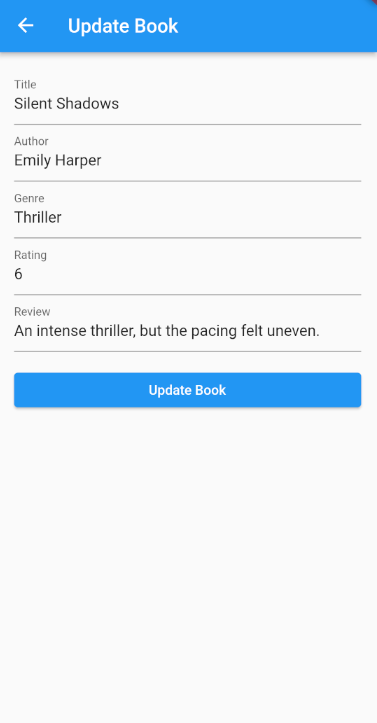 Update Book
Title
Silent Shadows
Author
Emily Harper
Genre
Thriller
Rating
6
Review
An intense thriller, but the pacing felt uneven.
Update Book